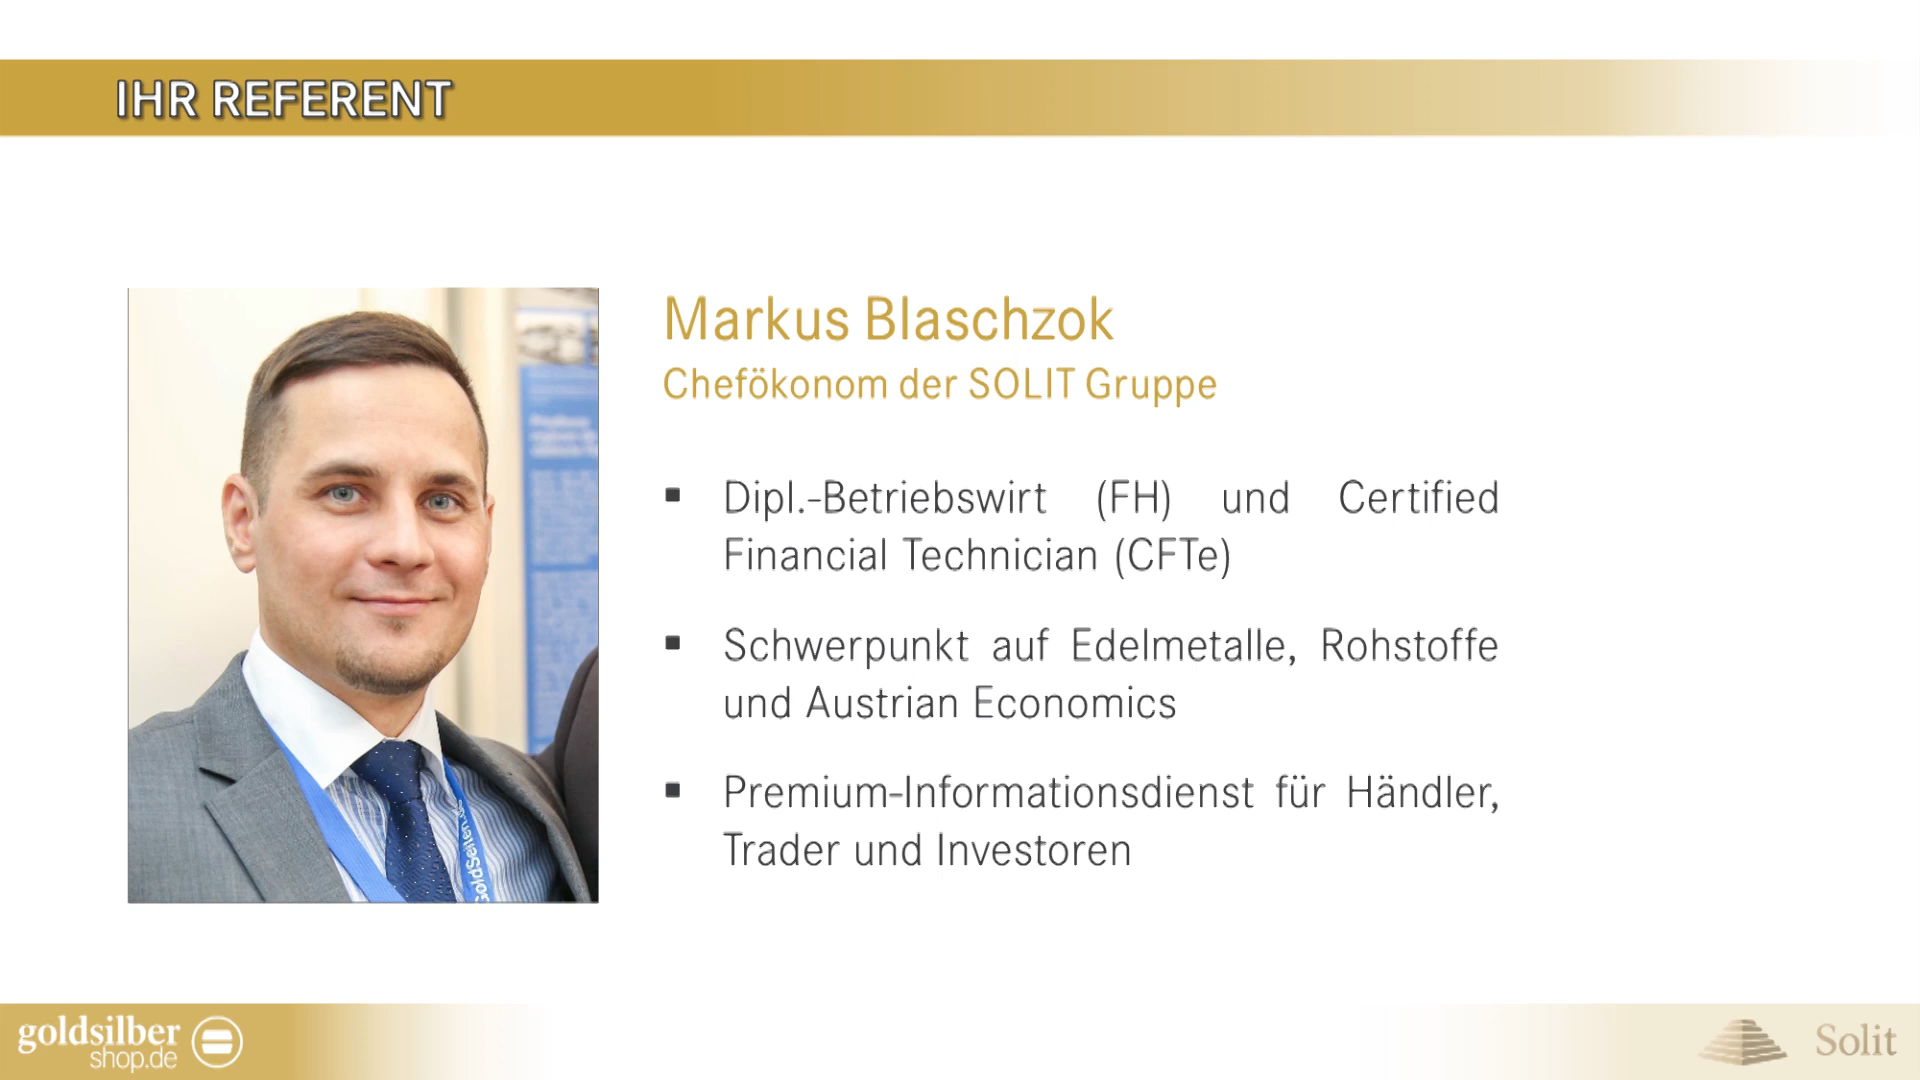 IHR REFERENT
Markus Blaschzok
Chefökonom der SOLIT Gruppe
▪ Dipl.-Betriebswirt (FH) und Certified
Financial Technician (CFTe)
▪ Schwerpunkt auf Edelmetalle, Rohstoffe
und Austrian Economics
▪ Premium-Informationsdienst für Händler,
Trader und Investoren
goldsilber
shop.de
Solit